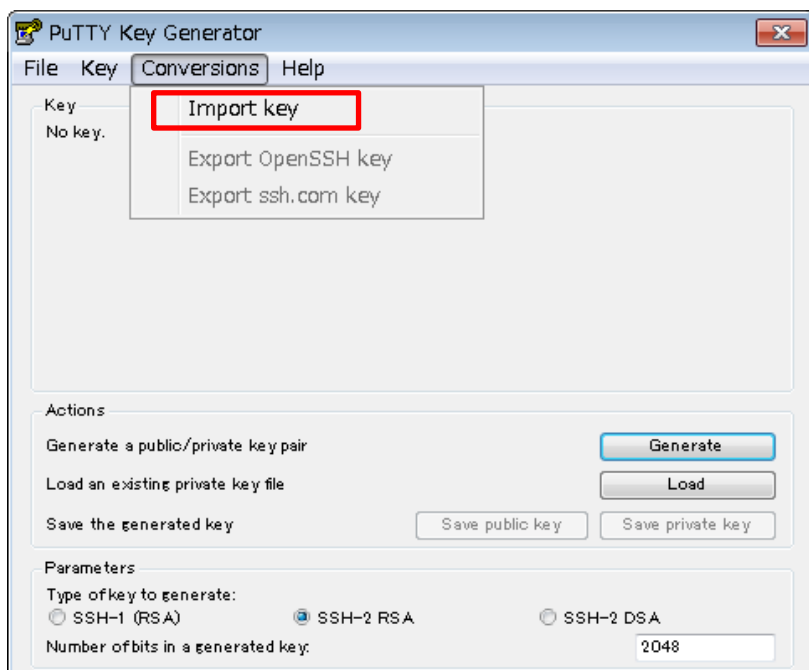 PuTTY Key Generator
File Key Conversions Help
Import key
Export OpenSSH key
Export ssh.com key
Key
No key.
Actions
Generate a public/private key pair Generate
Load an existing private key file Load
Save the generated key Save public key Save private key
Parameters
Type of key to generate:
SSH-1 (RSA) SSH-2 RSA SSH-2 DSA
Number of bits in a generated key: 2048